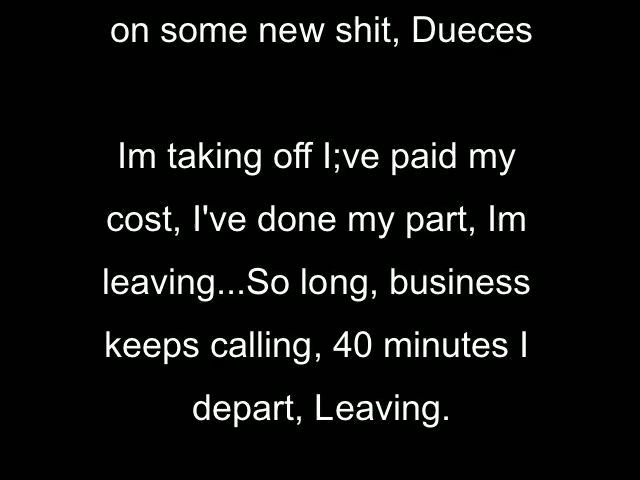 on some new shit, Dueces
Im taking off I;ve paid my
cost, I've done my part, Im
leaving...So long, business
keeps calling, 40 minutes I
depart, Leaving.